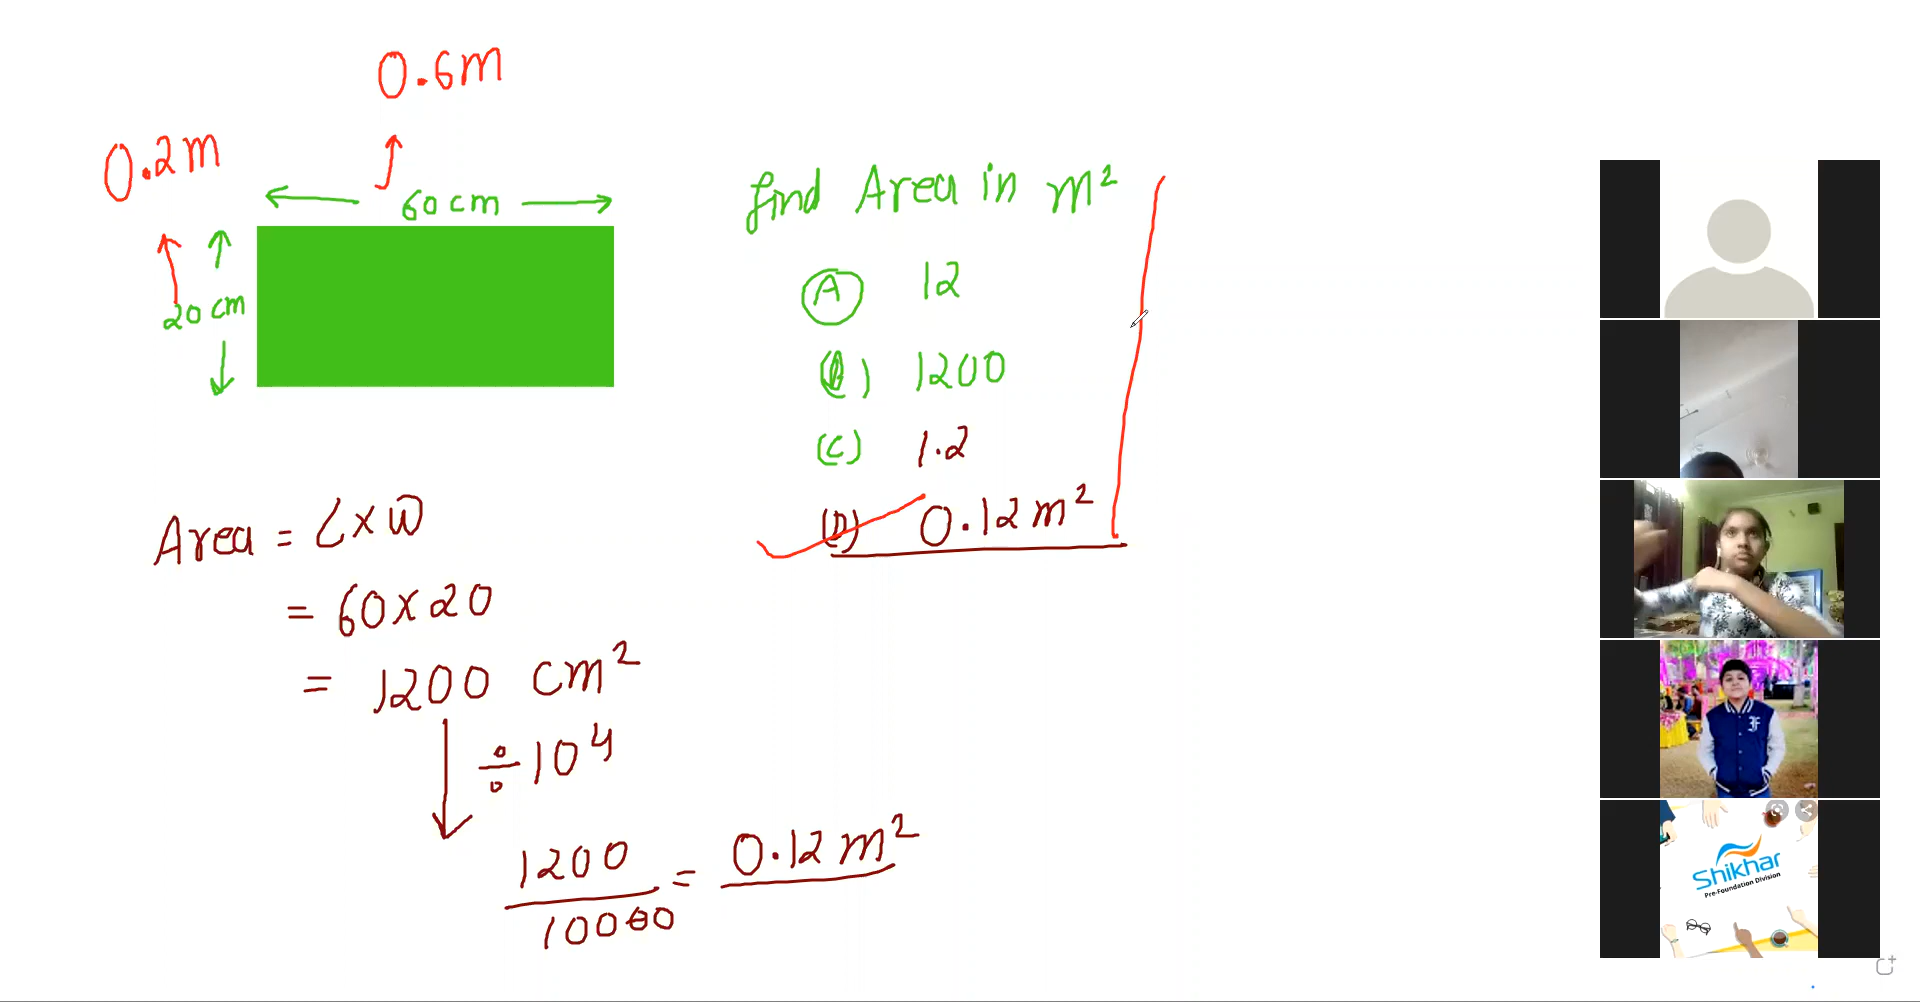 0.6m
0.2m
60 cm
20 cm
find Area in m²
(A) 12
1200
(C) 1.2
(D) 0.12 m²
Area = L x W
= 60 x 20
= 1200 cm²
÷ 10⁴
1200
10000
= 0.12 m²
F
Shikhar
Pre-Foundation Division